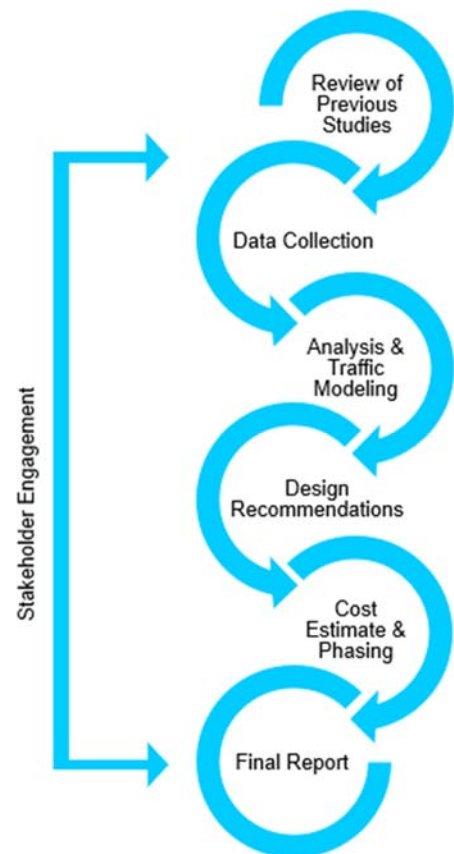 Review of
Previous
Studies
Data Collection
Analysis &
Traffic
Modeling
Design
Recommendations
Cost
Estimate &
Phasing
Final Report
Stakeholder Engagement